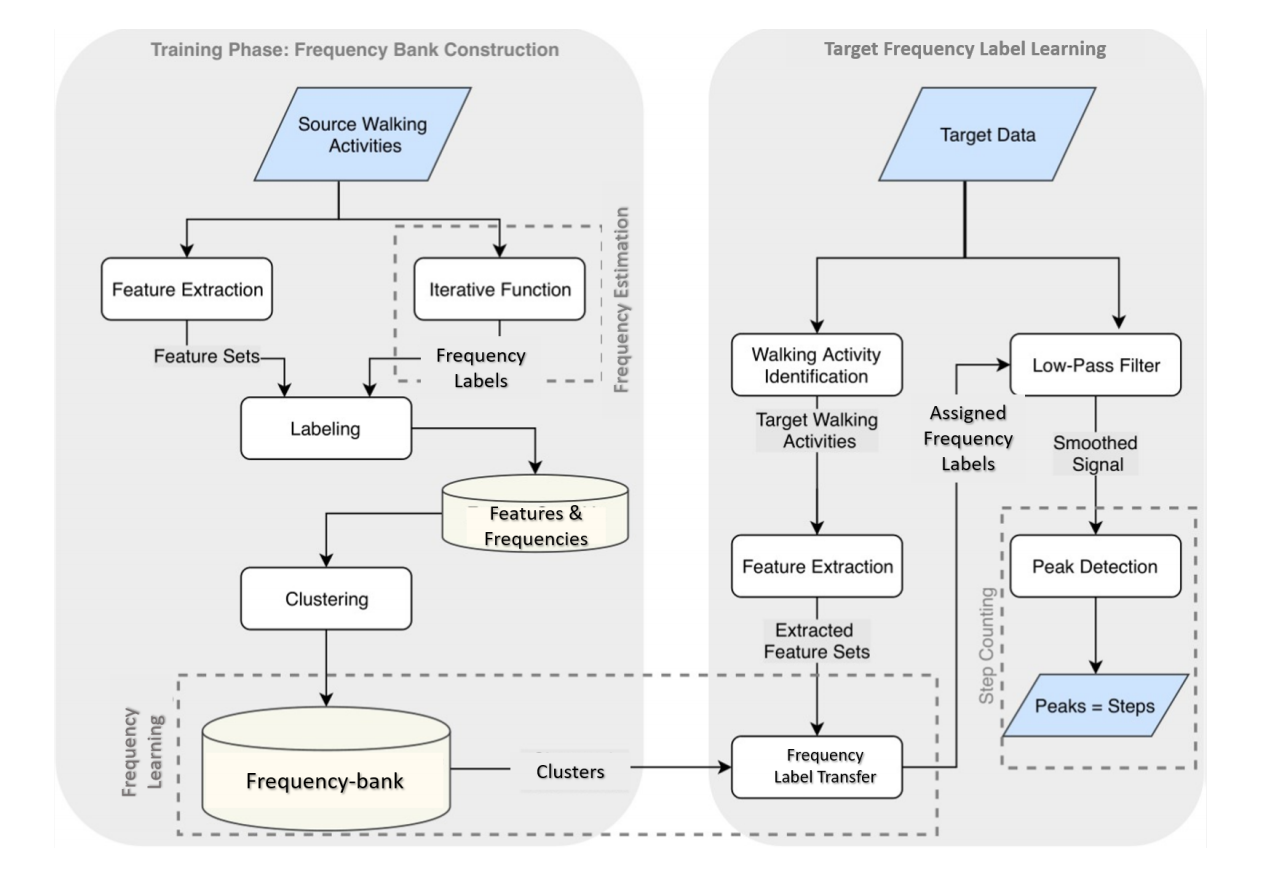 Training Phase: Frequency Bank Construction
Source Walking
Activities
Feature Extraction
Iterative Function
Frequency Estimation
Feature Sets
Frequency
Labels
Labeling
Features &
Frequencies
Clustering
Frequency
Learning
Frequency-bank
Clusters
Target Frequency Label Learning
Target Data
Walking Activity
Identification
Low-Pass Filter
Target Walking
Activities
Assigned
Frequency
Labels
Smoothed
Signal
Feature Extraction
Peak Detection
Extracted
Feature Sets
Step Counting
Peaks = Steps
Frequency
Label Transfer